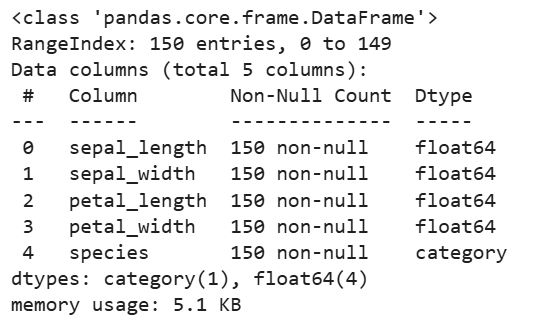 <class 'pandas.core.frame.DataFrame'>
RangeIndex: 150 entries, 0 to 149
Data columns (total 5 columns):
 #   Column        Non-Null Count  Dtype
---  ------        --------------  -----
 0   sepal_length  150 non-null    float64
 1   sepal_width   150 non-null    float64
 2   petal_length  150 non-null    float64
 3   petal_width   150 non-null    float64
 4   species       150 non-null    category
dtypes: category(1), float64(4)
memory usage: 5.1 KB